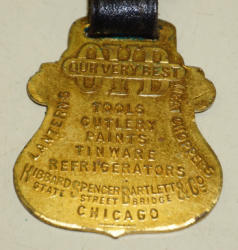 OVB
OUR VERY BEST
LANTERNS
MEAT CHOPPERS
TOOLS
CUTLERY
PAINTS
TINWARE
REFRIGERATORS
HIBBARD SPENCER BARTLETT & CO.
STATE STREET BRIDGE
CHICAGO